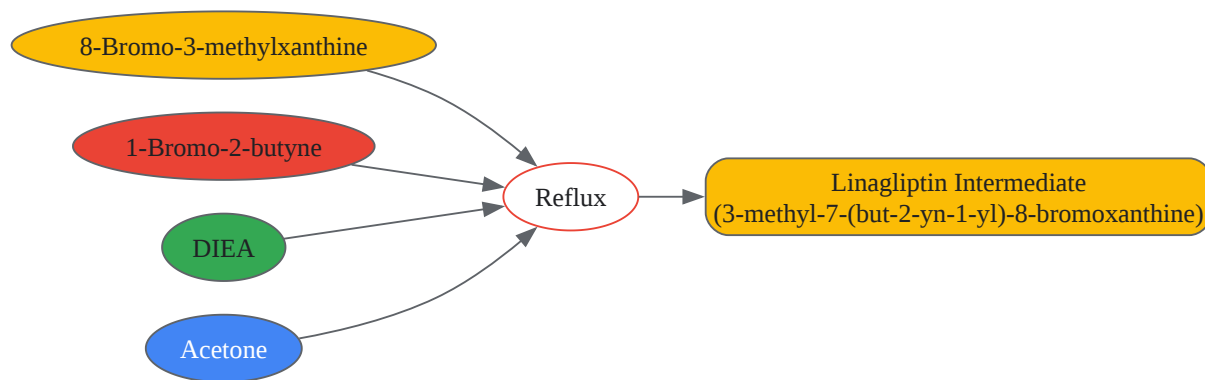 8-Bromo-3-methylxanthine
1-Bromo-2-butyne
DIEA
Acetone
Reflux
Linagliptin Intermediate
(3-methyl-7-(but-2-yn-1-yl)-8-bromoxanthine)